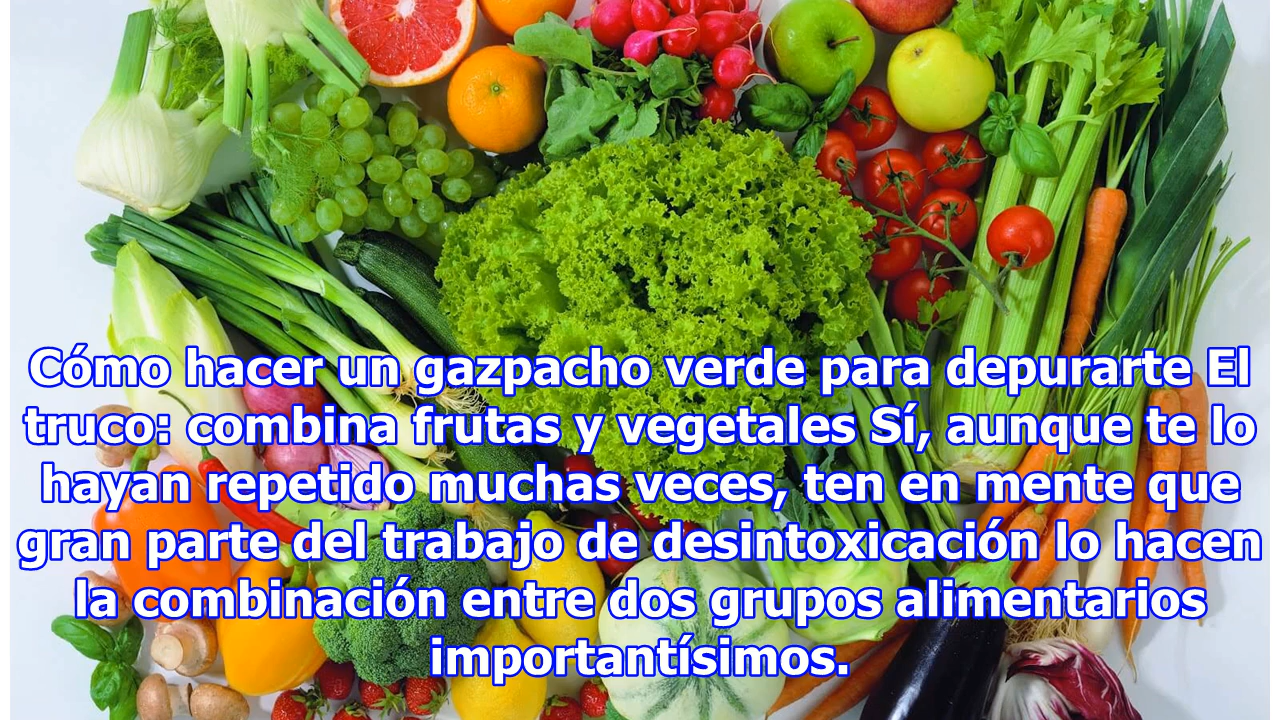 Cómo hacer un gazpacho verde para depurarte El
truco: combina frutas y vegetales Sí, aunque te lo
hayan repetido muchas veces, ten en mente que
gran parte del trabajo de desintoxicación lo hacen
la combinación entre dos grupos alimentarios
importantísimos.